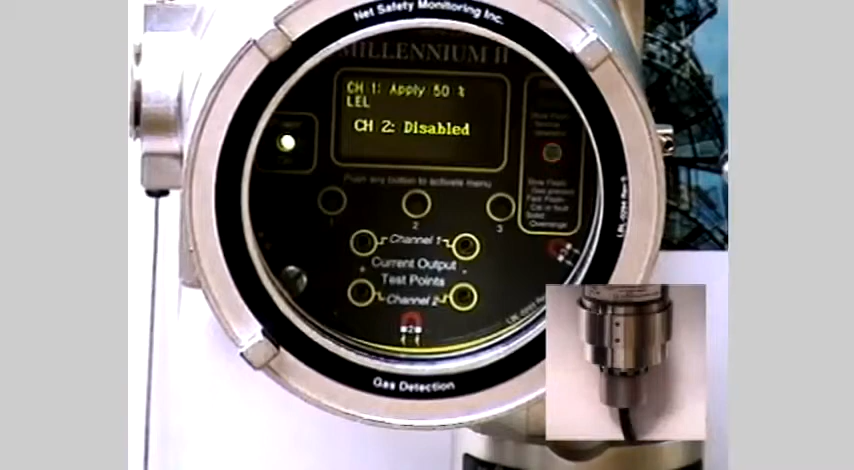 Net Safety Monitoring Inc.
MILLENNIUM II
CH 1: Apply 50 %
LEL
CH 2: Disabled
Push any button to activate menu
1
2
3
Channel 1
+
Current Output
-
Test Points
Channel 2
Gas Detection